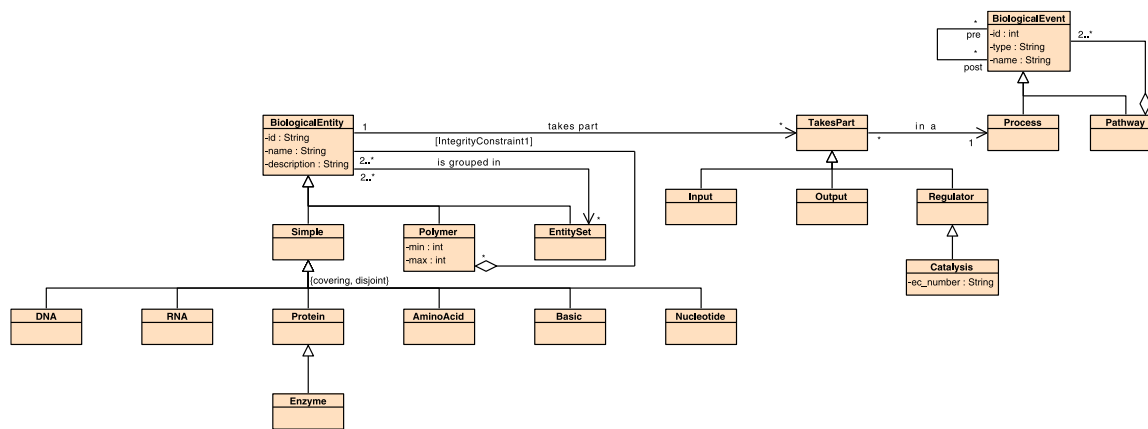 BiologicalEvent
-id : int
-type : String
-name : String
*
pre
*
post
2..*
BiologicalEntity
-id : String
-name : String
-description : String
1
takes part
*
TakesPart
in a
*
1
Process
Pathway
[IntegrityConstraint1]
2..*
is grouped in
2..*
Input
Output
Regulator
Simple
Polymer
-min : int
-max : int
*
EntitySet
*
Catalysis
-ec_number : String
{covering, disjoint}
DNA
RNA
Protein
AminoAcid
Basic
Nucleotide
Enzyme